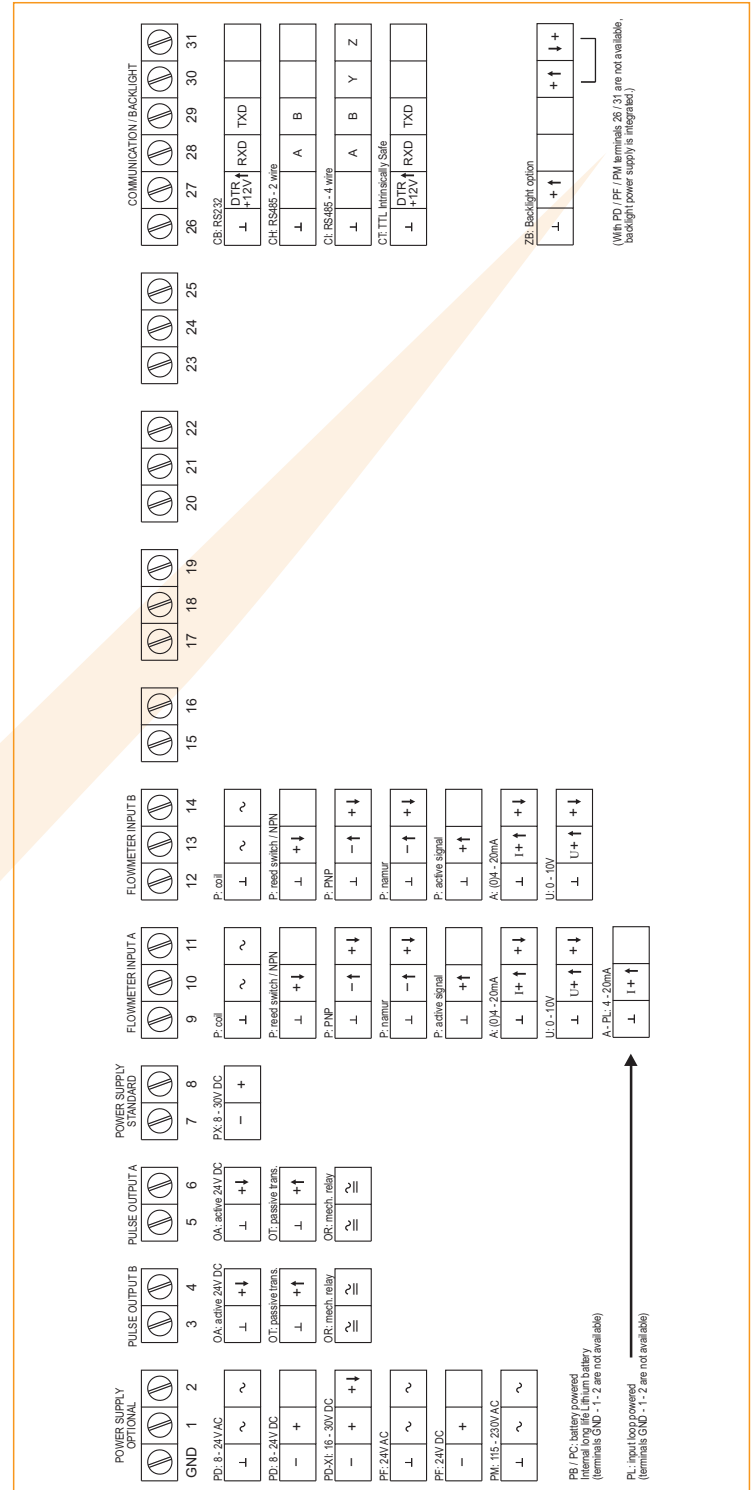 POWER SUPPLY
OPTIONAL
GND 1 2
PD: 8 - 24V AC
⊥ ~ ~
PD: 8 - 24V DC
− +
PD-XI: 16 - 30V DC
− + +↓
PF: 24V AC
⊥ ~ ~
PF: 24V DC
− +
PM: 115 - 230V AC
⊥ ~ ~
PB / PC: battery powered
Internal long life Lithium battery
(terminals GND - 1 - 2 are not available)
PL: input loop powered
(terminals GND - 1 - 2 are not available)
PULSE OUTPUT B
3 4
OA: active 24V DC
⊥ +↓
OT: passive trans.
⊥ +↑
OR: mech. relay
≂ ≂
PULSE OUTPUT A
5 6
OA: active 24V DC
⊥ +↓
OT: passive trans.
⊥ +↑
OR: mech. relay
≂ ≂
POWER SUPPLY
STANDARD
7 8
PX: 8 - 30V DC
− +
FLOWMETER INPUT A
9 10 11
P: coil
⊥ ~ ~
P: reed switch / NPN
⊥ +↓
P: PNP
⊥ −↑ +↓
P: namur
⊥ −↑ +↓
P: active signal
⊥ +↑
A: (0)4 - 20mA
⊥ I+↑ +↓
U: 0 - 10V
⊥ U+↑ +↓
A - PL: 4 - 20mA
⊥ I+↑
FLOWMETER INPUT B
12 13 14
P: coil
⊥ ~ ~
P: reed switch / NPN
⊥ +↓
P: PNP
⊥ −↑ +↓
P: namur
⊥ −↑ +↓
P: active signal
⊥ +↑
A: (0)4 - 20mA
⊥ I+↑ +↓
U: 0 - 10V
⊥ U+↑ +↓
15 16
17 18 19
20 21 22
23 24 25
COMMUNICATION / BACKLIGHT
26 27 28 29 30 31
CB: RS232
⊥ DTR +12V↑ RXD TXD
CH: RS485 - 2 wire
⊥ A B
CI: RS485 - 4 wire
⊥ A B Y Z
CT: TTL Intrinsically Safe
⊥ DTR +12V↑ RXD TXD
ZB: Backlight option
⊥ +↑ +↑ ↓+
(With PD / PF / PM terminals 26 / 31 are not available,
backlight power supply is integrated.)